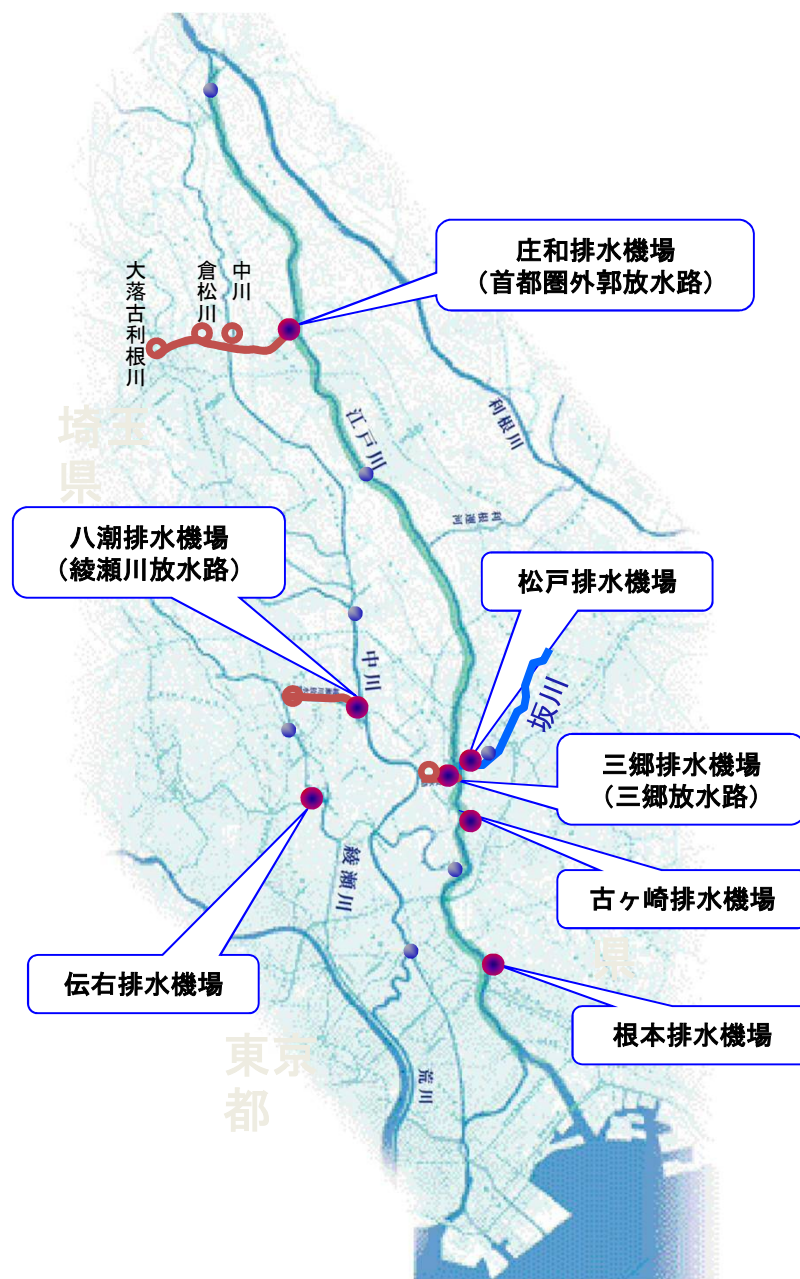 庄和排水機場
（首都圏外郭放水路）
中川
倉松川
大落古利根川
埼玉
県
江戸川
利根川
利根運河
八潮排水機場
（綾瀬川放水路）
松戸排水機場
中川
坂川
三郷排水機場
（三郷放水路）
古ヶ崎排水機場
綾瀬川
県
伝右排水機場
根本排水機場
東京
都
荒川